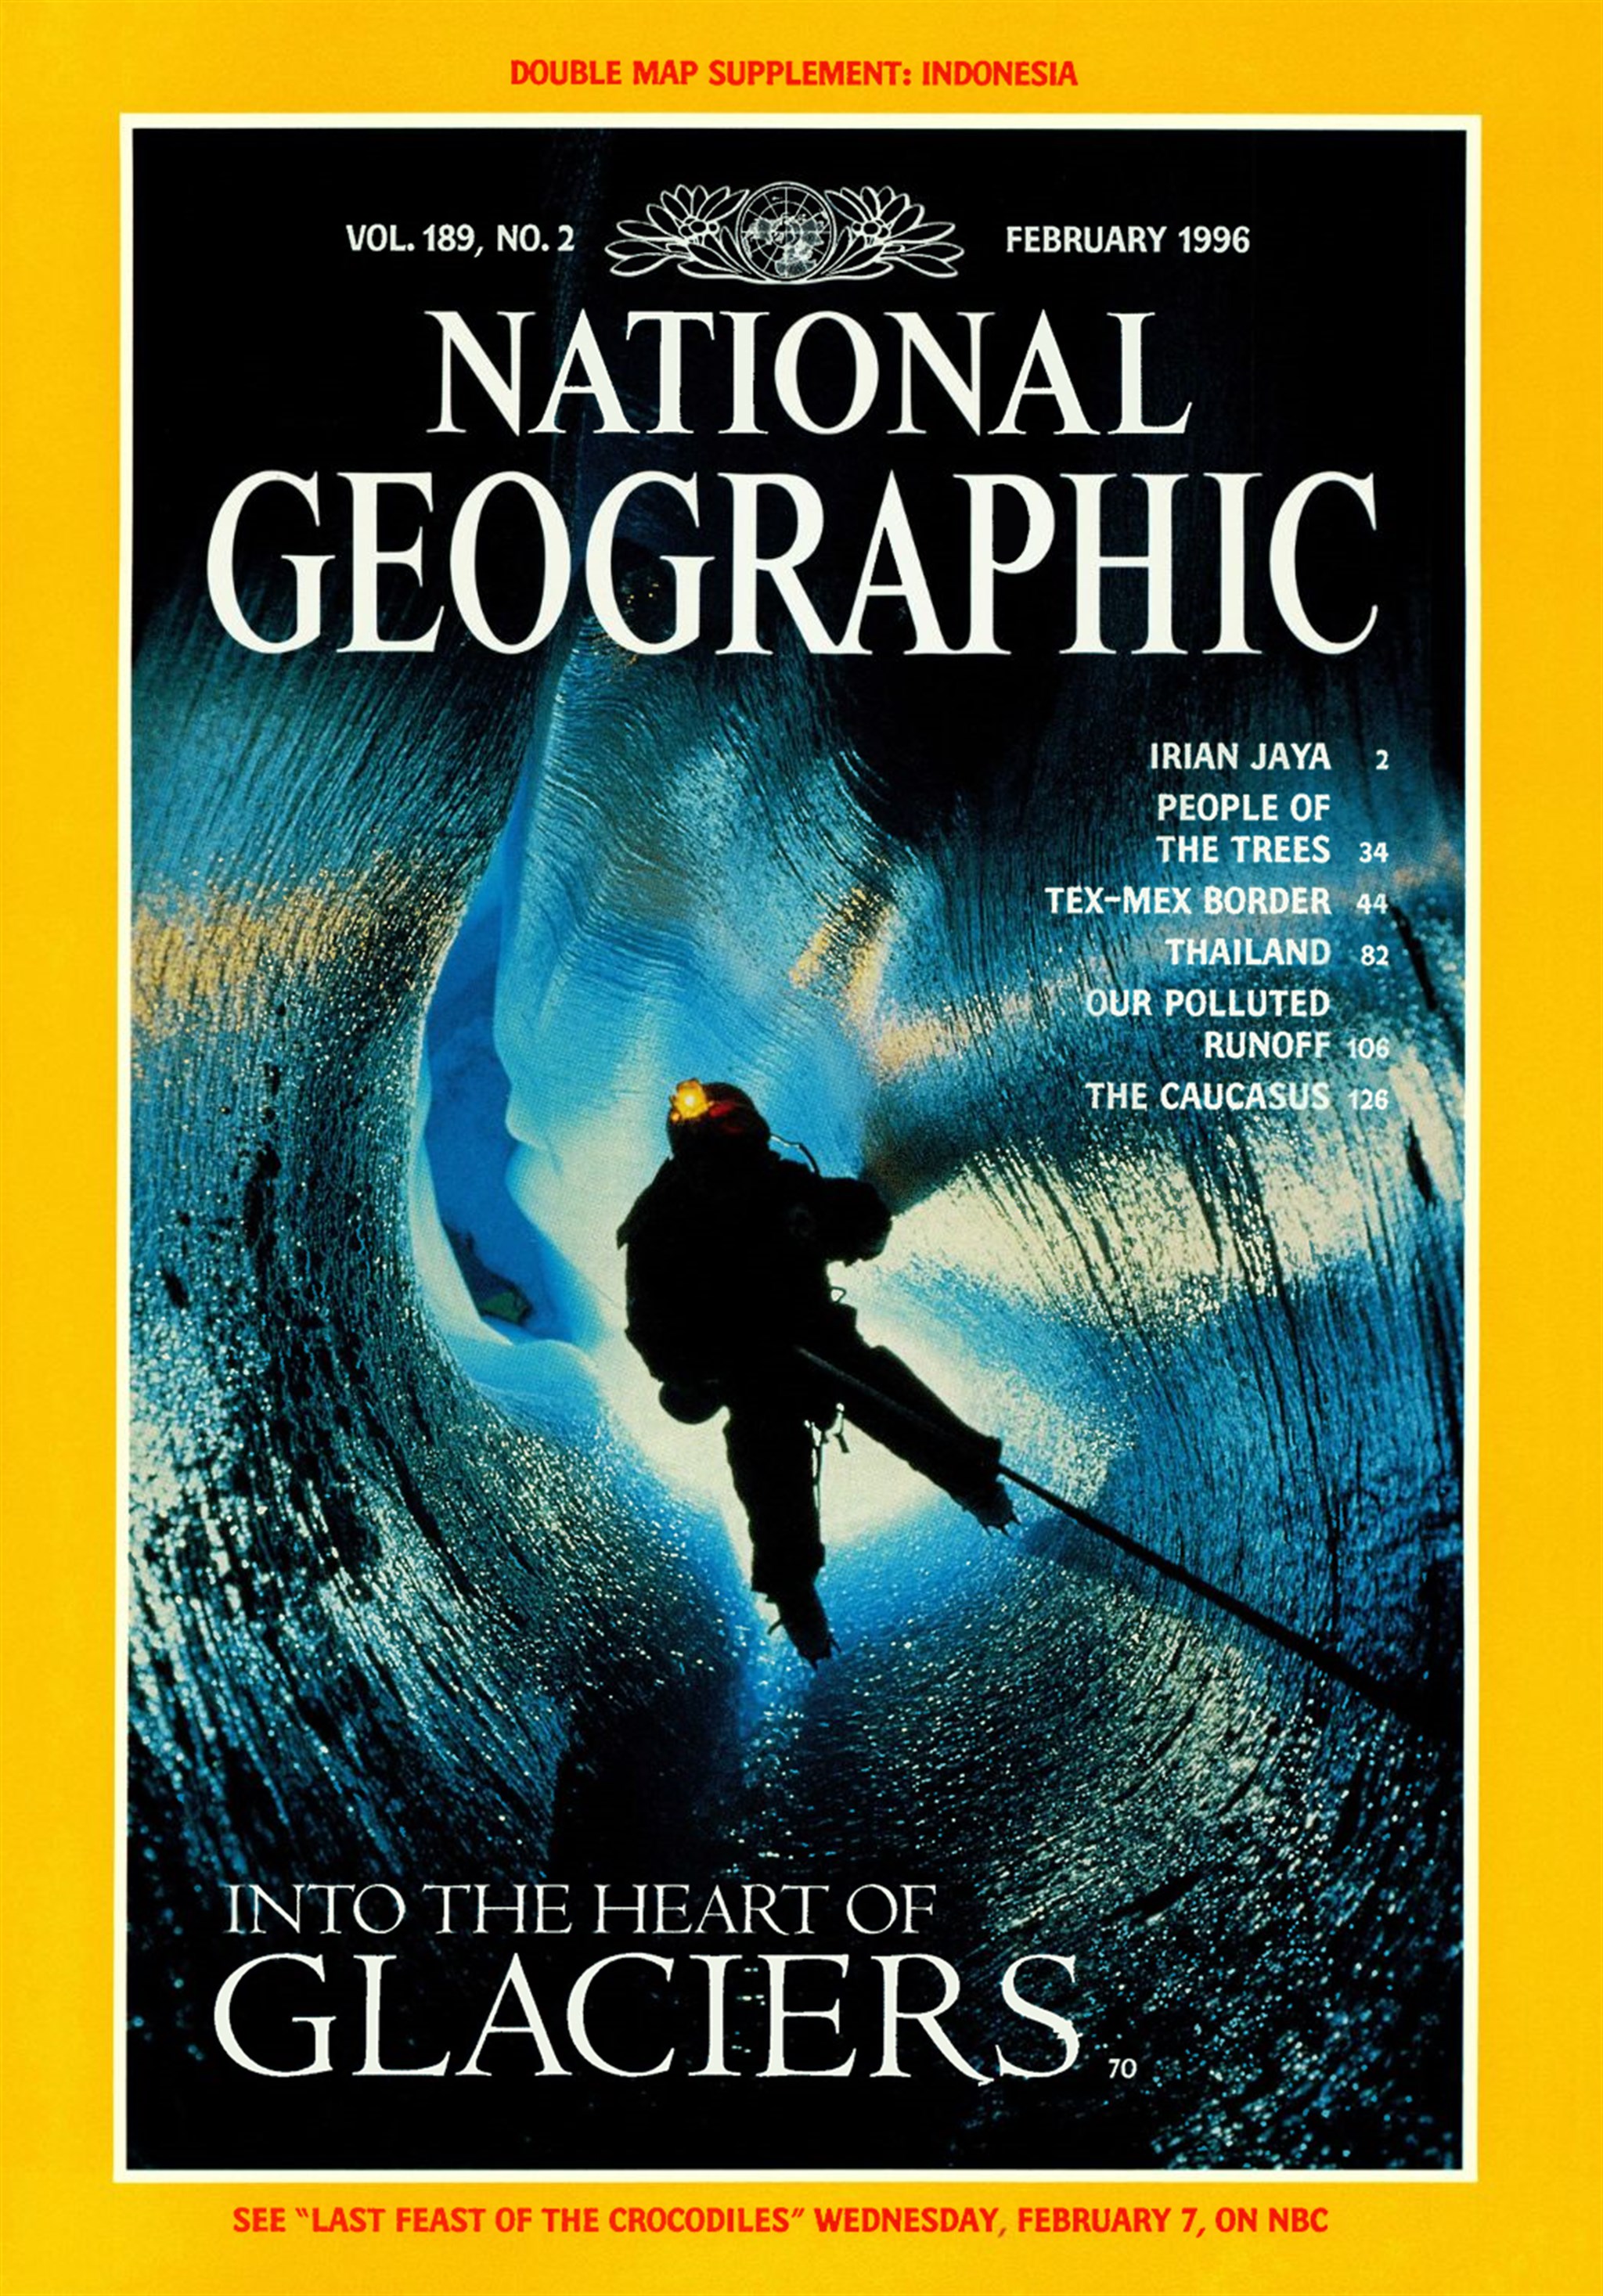 DOUBLE MAP SUPPLEMENT: INDONESIA
VOL. 189, NO. 2
FEBRUARY 1996
NATIONAL
GEOGRAPHIC
IRIAN JAYA 2
PEOPLE OF
THE TREES 34
TEX-MEX BORDER 44
THAILAND 82
OUR POLLUTED
RUNOFF 106
THE CAUCASUS 126
INTO THE HEART OF
GLACIERS 70
SEE "LAST FEAST OF THE CROCODILES" WEDNESDAY, FEBRUARY 7, ON NBC